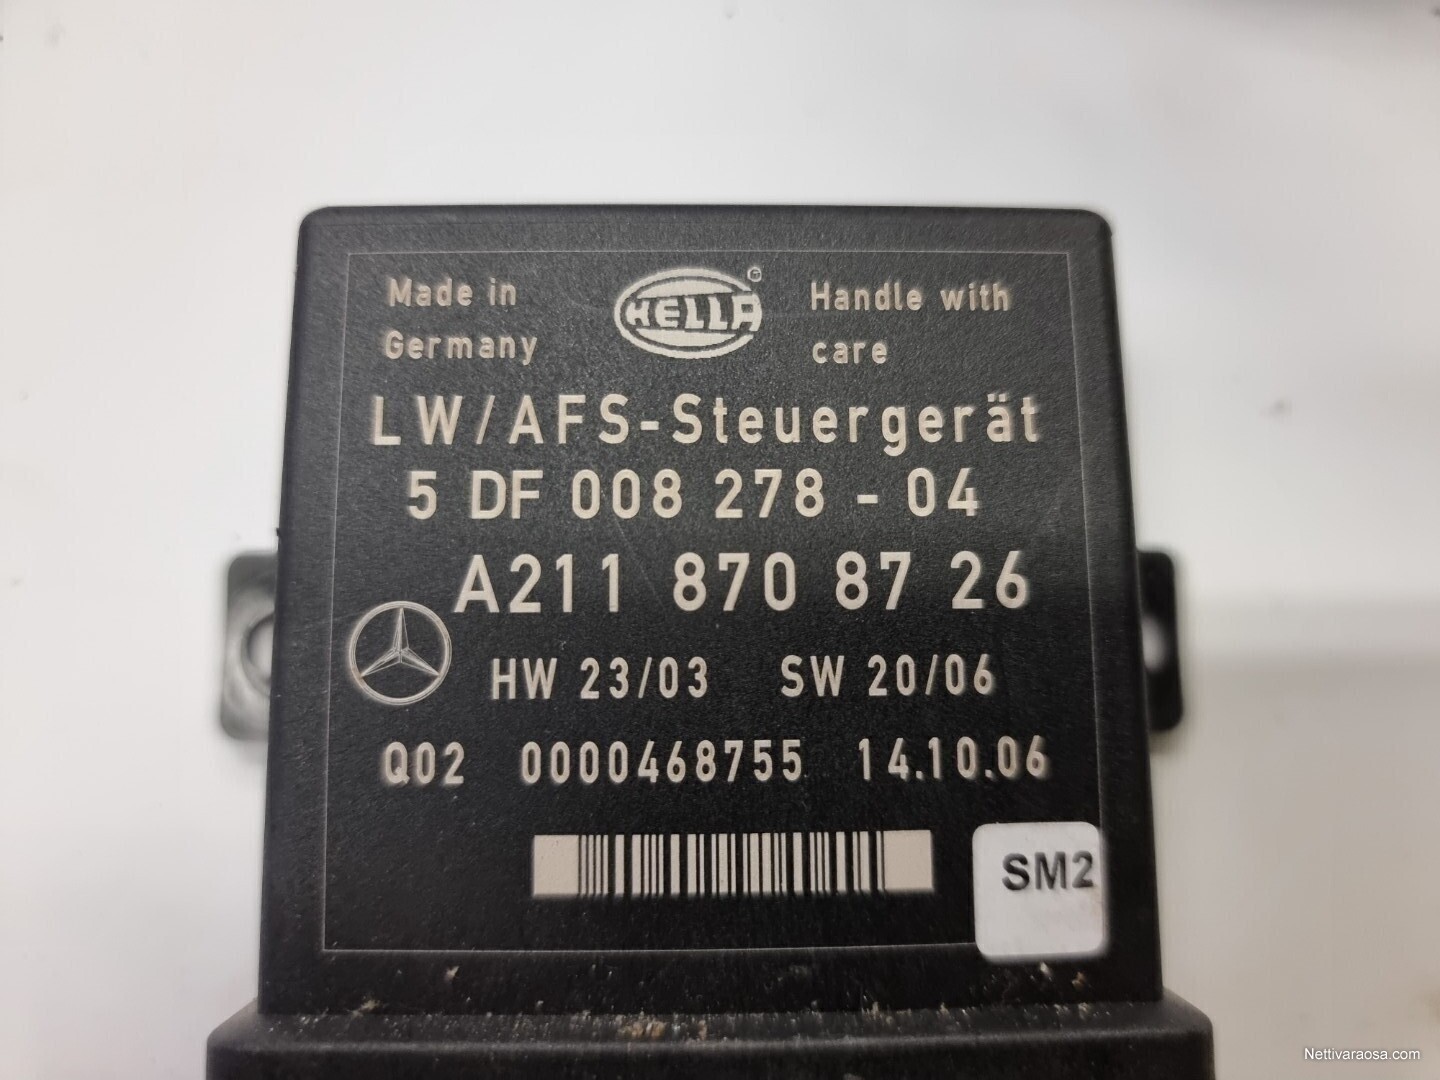 Made in
Germany
HELLA
Handle with
care
LW/AFS-Steuergerät
5 DF 008 278 - 04
A211 870 87 26
HW 23/03 SW 20/06
Q02 0000468755 14.10.06
SM2
Nettivaraosa.com